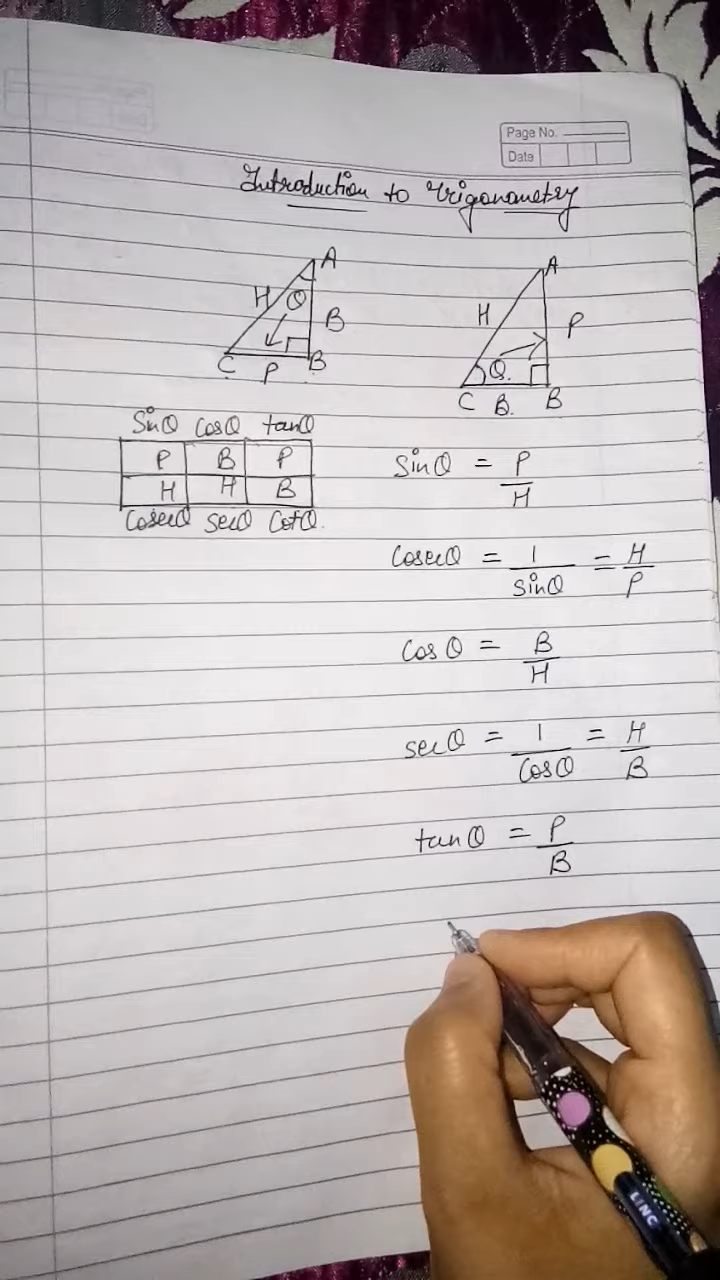 Page No.
Date
Introduction to Trigonometry
A
H θ B
C P B
A
H P
θ
C B. B
Sinθ Cosθ tanθ
P B P
H H B
Cosecθ secθ Cotθ.
Sinθ = P/H
Cosecθ = 1/Sinθ = H/P
Cosθ = B/H
secθ = 1/Cosθ = H/B
tanθ = P/B
LINC